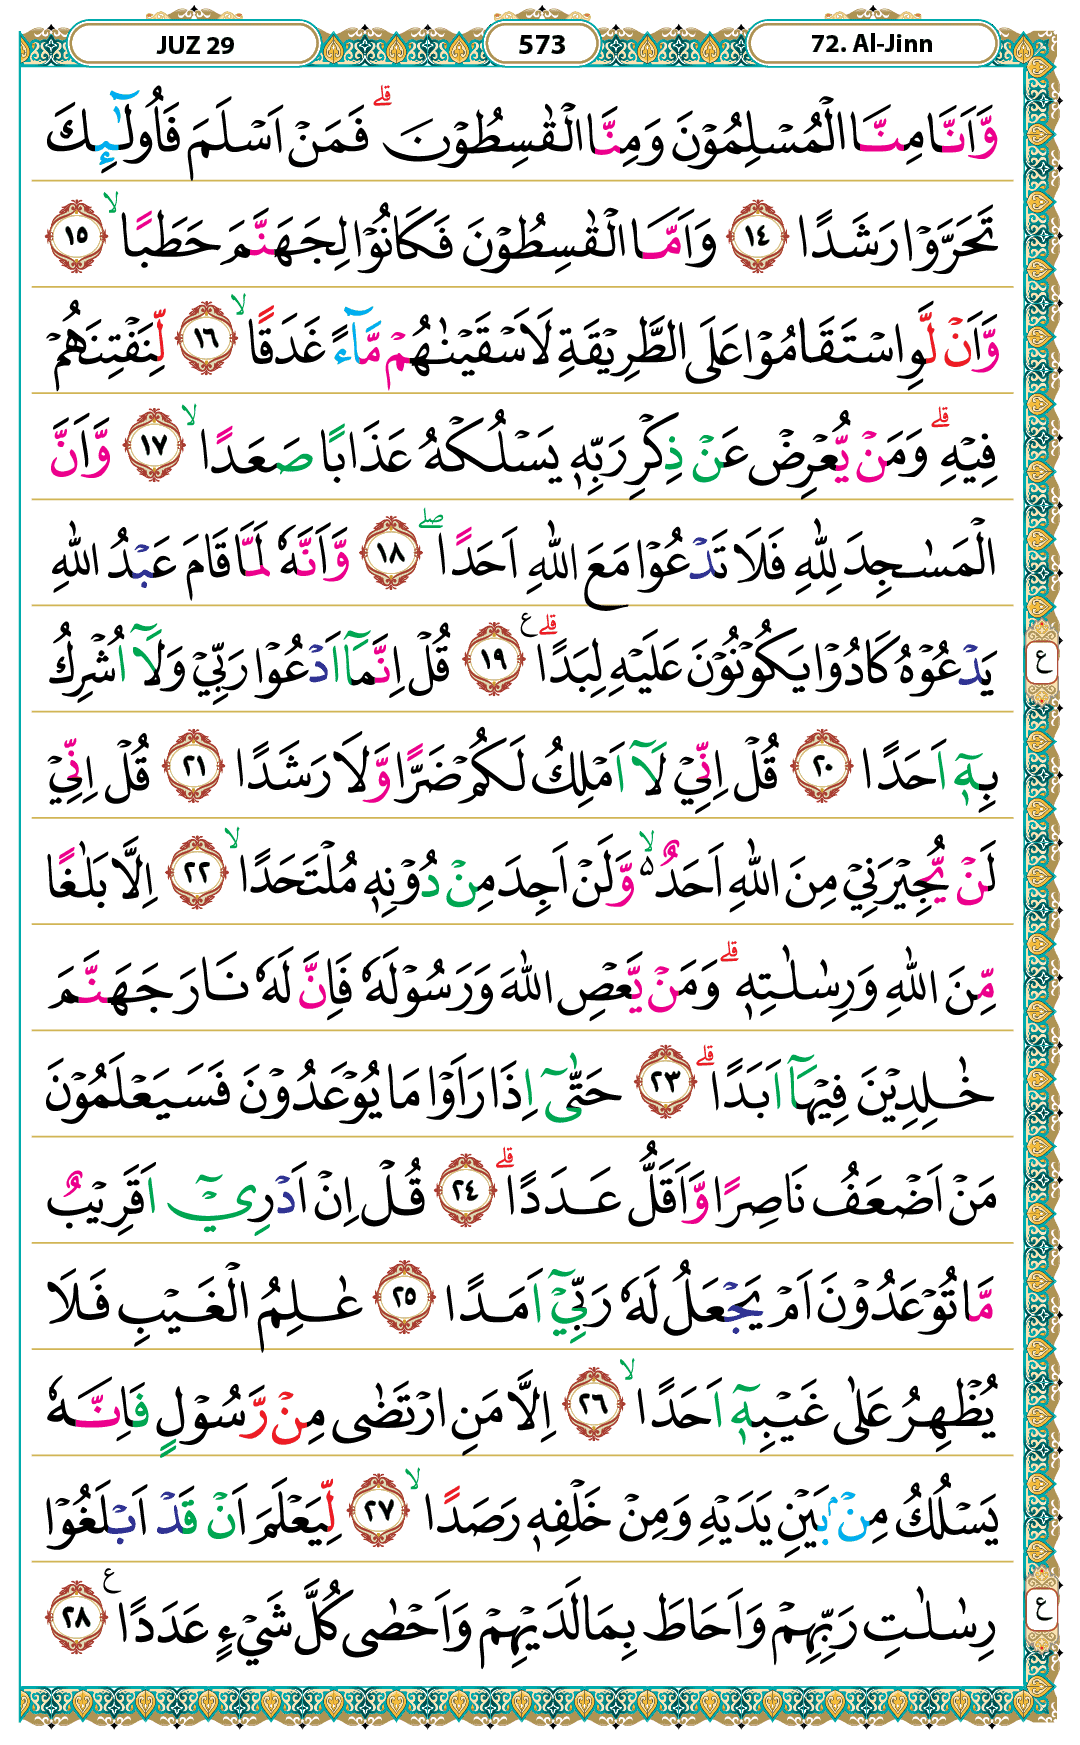 JUZ 29
573
72. Al-Jinn
وَّاَنَّا مِنَّا الْمُسْلِمُوْنَ وَمِنَّا الْقٰسِطُوْنَ ۗ فَمَنْ اَسْلَمَ فَاُولٰۤىِٕكَ
تَحَرَّوْا رَشَدًا ١٤ وَاَمَّا الْقٰسِطُوْنَ فَكَانُوْا لِجَهَنَّمَ حَطَبًا ۙ ١٥
وَّاَنْ لَّوِ اسْتَقَامُوْا عَلَى الطَّرِيْقَةِ لَاَسْقَيْنٰهُمْ مَّاۤءً غَدَقًا ۙ ١٦ لِّنَفْتِنَهُمْ
فِيْهِ ۗ وَمَنْ يُّعْرِضْ عَنْ ذِكْرِ رَبِّهٖ يَسْلُكْهُ عَذَابًا صَعَدًا ۙ ١٧ وَّاَنَّ
الْمَسٰجِدَ لِلّٰهِ فَلَا تَدْعُوْا مَعَ اللّٰهِ اَحَدًا ۖ ١٨ وَّاَنَّهٗ لَمَّا قَامَ عَبْدُ اللّٰهِ
يَدْعُوْهُ كَادُوْا يَكُوْنُوْنَ عَلَيْهِ لِبَدًا ۗ ع ١٩ قُلْ اِنَّمَآ اَدْعُوْا رَبِّيْ وَلَآ اُشْرِكُ
ع
بِهٖٓ اَحَدًا ٢٠ قُلْ اِنِّيْ لَآ اَمْلِكُ لَكُمْ ضَرًّا وَّلَا رَشَدًا ٢١ قُلْ اِنِّيْ
لَنْ يُّجِيْرَنِيْ مِنَ اللّٰهِ اَحَدٌ ەۙ وَّلَنْ اَجِدَ مِنْ دُوْنِهٖ مُلْتَحَدًا ۙ ٢٢ اِلَّا بَلٰغًا
مِّنَ اللّٰهِ وَرِسٰلٰتِهٖ ۗ وَمَنْ يَّعْصِ اللّٰهَ وَرَسُوْلَهٗ فَاِنَّ لَهٗ نَارَ جَهَنَّمَ
خٰلِدِيْنَ فِيْهَآ اَبَدًا ۗ ٢٣ حَتّٰىٓ اِذَا رَاَوْا مَا يُوْعَدُوْنَ فَسَيَعْلَمُوْنَ
مَنْ اَضْعَفُ نَاصِرًا وَّاَقَلُّ عَدَدًا ۗ ٢٤ قُلْ اِنْ اَدْرِيْٓ اَقَرِيْبٌ
مَّا تُوْعَدُوْنَ اَمْ يَجْعَلُ لَهٗ رَبِّيْٓ اَمَدًا ٢٥ عٰلِمُ الْغَيْبِ فَلَا
يُظْهِرُ عَلٰى غَيْبِهٖٓ اَحَدًا ۙ ٢٦ اِلَّا مَنِ ارْتَضٰى مِنْ رَّسُوْلٍ فَاِنَّهٗ
يَسْلُكُ مِنْۢ بَيْنِ يَدَيْهِ وَمِنْ خَلْفِهٖ رَصَدًا ۙ ٢٧ لِّيَعْلَمَ اَنْ قَدْ اَبْلَغُوْا
رِسٰلٰتِ رَبِّهِمْ وَاَحَاطَ بِمَا لَدَيْهِمْ وَاَحْصٰى كُلَّ شَيْءٍ عَدَدًا ع ٢٨
ع